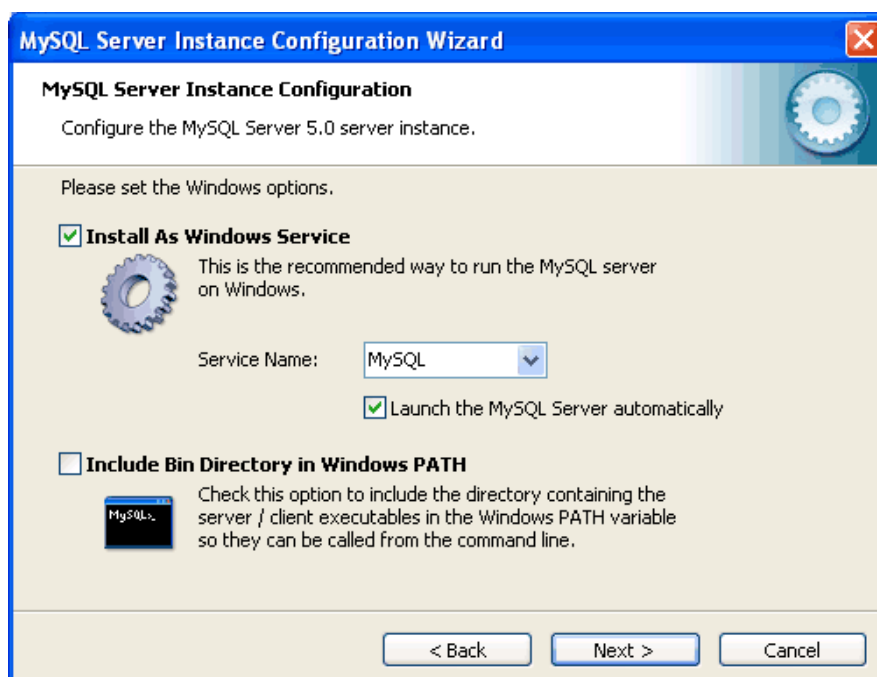 MySQL Server Instance Configuration Wizard
MySQL Server Instance Configuration
Configure the MySQL Server 5.0 server instance.
Please set the Windows options.
Install As Windows Service
This is the recommended way to run the MySQL server
on Windows.
Service Name:
MySQL
Launch the MySQL Server automatically
Include Bin Directory in Windows PATH
Check this option to include the directory containing the
server / client executables in the Windows PATH variable
so they can be called from the command line.
MySQL>_
< Back
Next >
Cancel